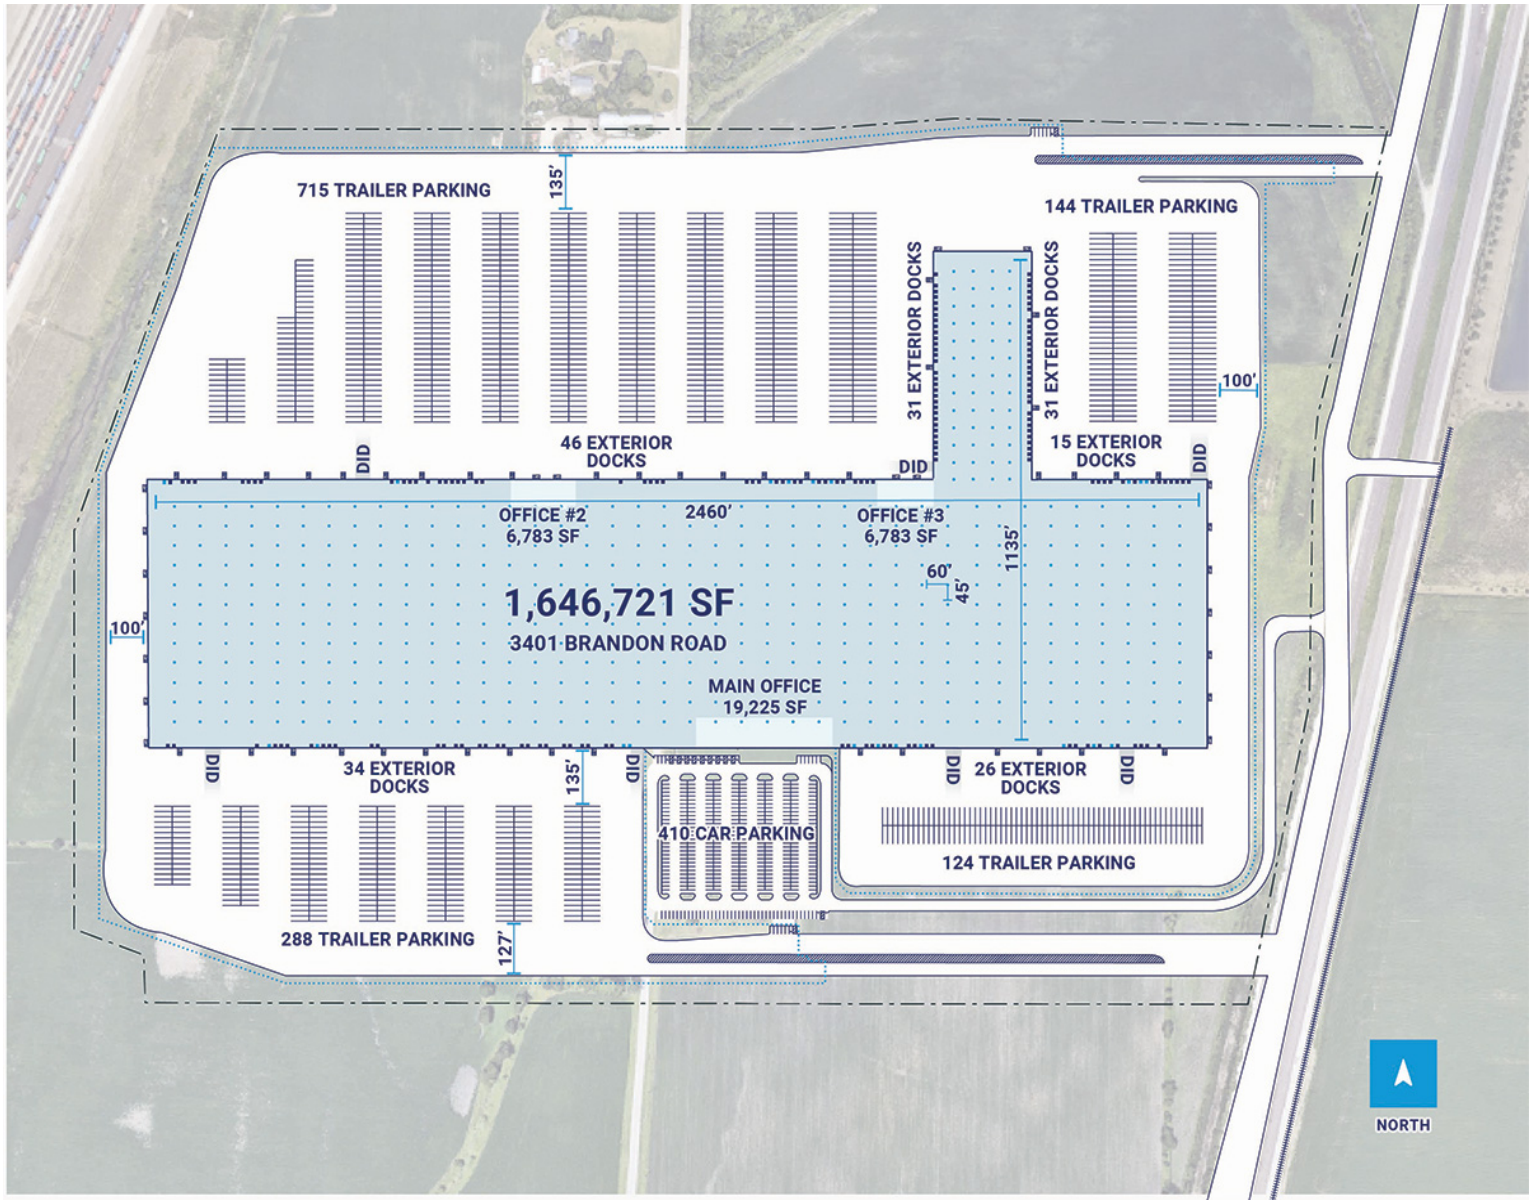 715 TRAILER PARKING
135'
144 TRAILER PARKING
31 EXTERIOR DOCKS
31 EXTERIOR DOCKS
100'
46 EXTERIOR
DOCKS
15 EXTERIOR
DOCKS
DID
DID
DID
2460'
OFFICE #2
6,783 SF
OFFICE #3
6,783 SF
1135'
60'
45'
1,646,721 SF
3401 BRANDON ROAD
100'
MAIN OFFICE
19,225 SF
DID
34 EXTERIOR
DOCKS
135'
DID
DID
26 EXTERIOR
DOCKS
DID
410 CAR PARKING
124 TRAILER PARKING
288 TRAILER PARKING
127'
NORTH